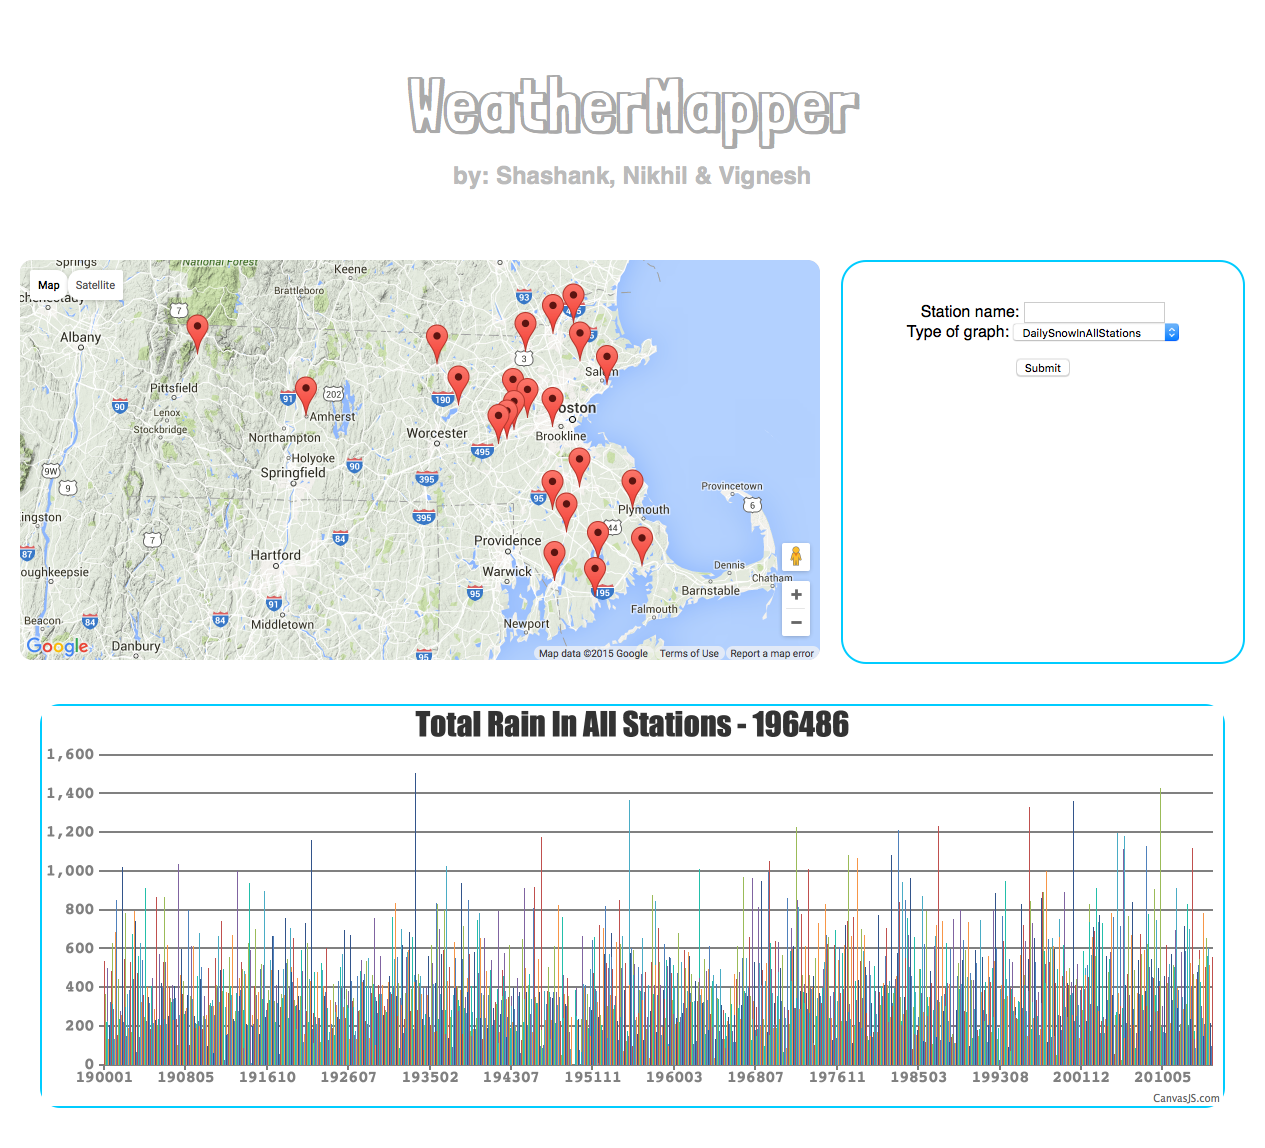 WeatherMapper
by: Shashank, Nikhil & Vignesh
Map
Satellite
Springs
National Forest
Keene
Brattleboro
Albany
Pittsfield
Lenox
Stockbridge
Amherst
Northampton
Holyoke
Springfield
Worcester
Salem
Boston
Brookline
Provincetown
Plymouth
Hartford
Providence
Warwick
Middletown
Newport
Dennis
Chatham
Barnstable
Falmouth
Beacon
Danbury
7
93
3
91
202
90
190
495
90
395
395
95
9W
9
7
84
87
91
84
84
95
95
44
195
6
+
−
Google
Map data ©2015 Google
Terms of Use
Report a map error
Station name:
Type of graph: DailySnowInAllStations
Submit
Total Rain In All Stations - 196486
1,600
1,400
1,200
1,000
800
600
400
200
0
190001 190805 191610 192607 193502 194307 195111 196003 196807 197611 198503 199308 200112 201005
CanvasJS.com